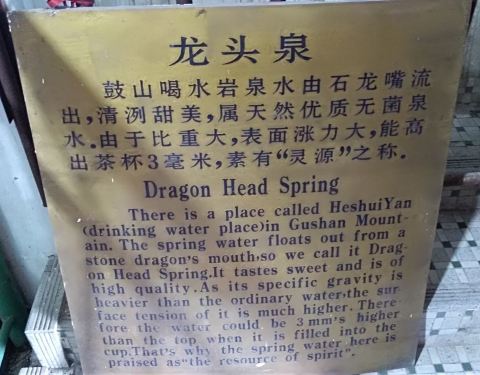 龙头泉
鼓山喝水岩泉水由石龙嘴流
出，清洌甜美，属天然优质无菌泉
水．由于比重大，表面涨力大，能高
出茶杯3毫米，素有“灵源”之称．
Dragon Head Spring
There is a place called HeshuiYan
(drinking water place)in Gushan Mount-
ain. The spring water floats out from a
stone dragon's mouth,so we call it Drag-
on Head Spring.It tastes sweet and is of
high quality.As its specific gravity is
heavier than the ordinary water,the sur-
face tension of it is much higher. There-
fore the water could be 3 mm's higher
than the top when it is filled into the
cup.That's why the spring water here is
praised as"the resource of spirit".